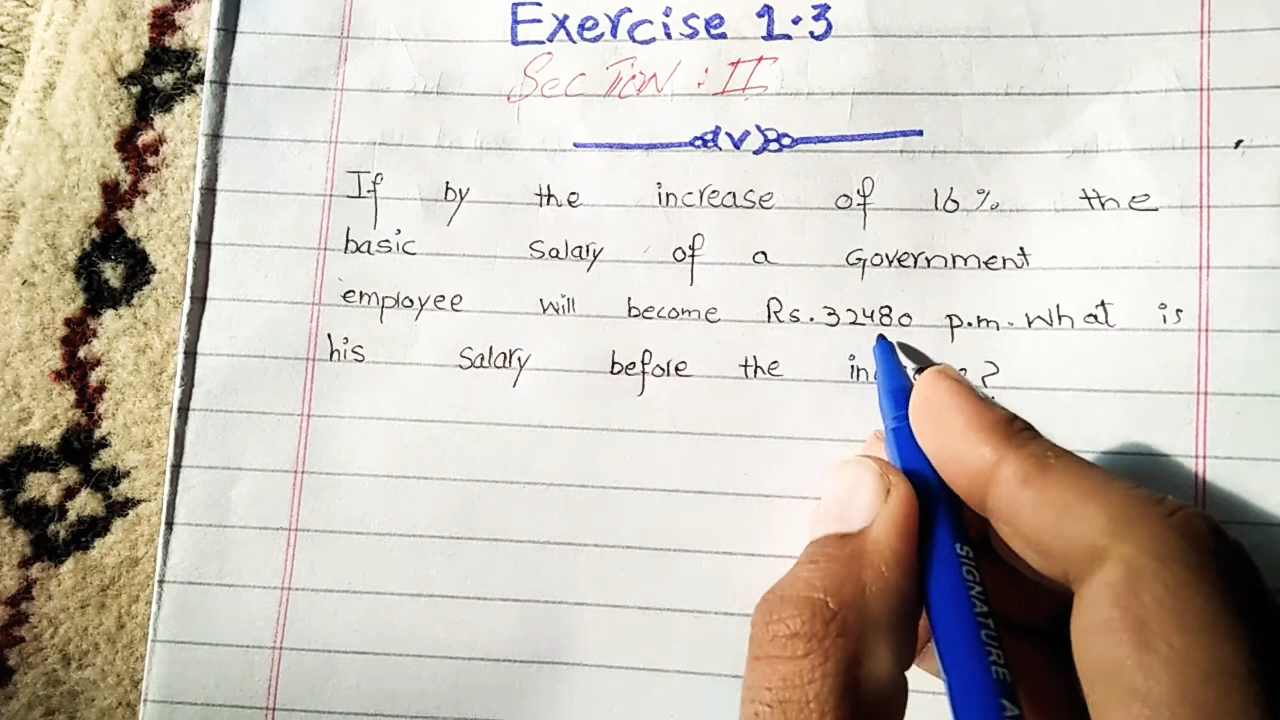 Exercise 1.3
Section : II
(V)
If by the increase of 16% the
basic salary of a Government
employee will become Rs.32480 p.m. What is
his salary before the in ?
SIGNATURE